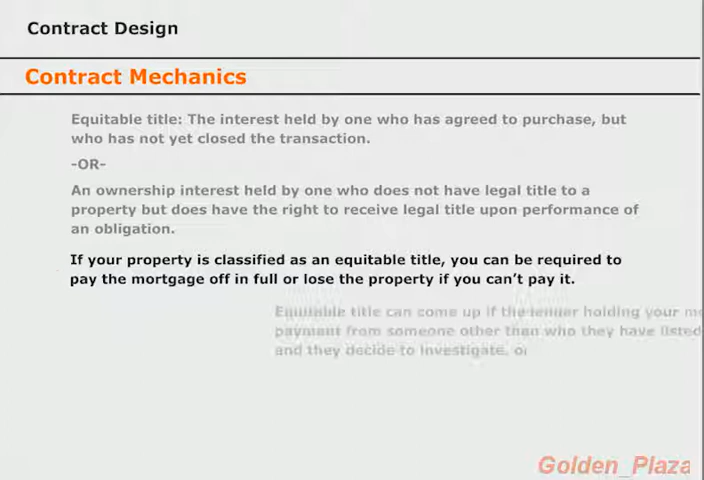 Contract Design
Contract Mechanics
Equitable title: The interest held by one who has agreed to purchase, but
who has not yet closed the transaction.
-OR-
An ownership interest held by one who does not have legal title to a
property but does have the right to receive legal title upon performance of
an obligation.
If your property is classified as an equitable title, you can be required to
pay the mortgage off in full or lose the property if you can't pay it.
Equitable title can come up if the lender holding your
payment from someone other than who they have listed
and they decide to investigate,
Golden_Plaza